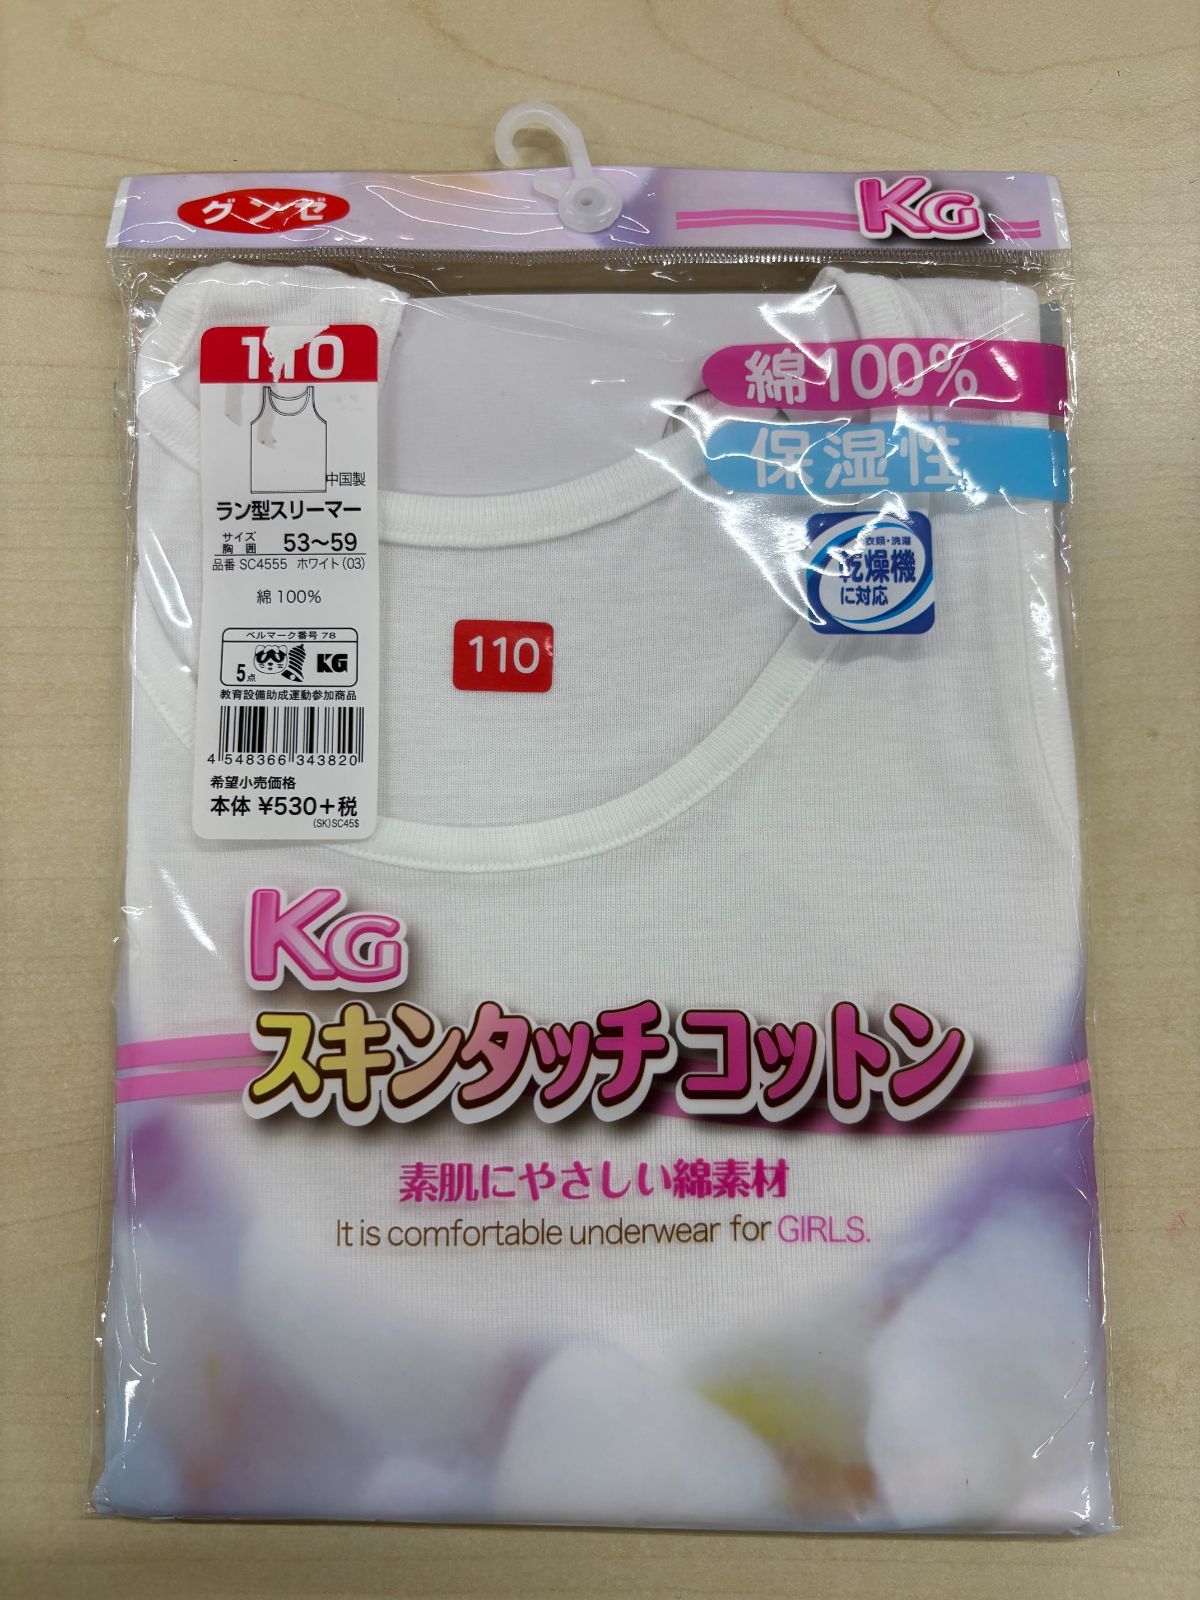 グンゼ
KG
110
中国製
ラン型スリーマー
サイズ
胸囲 53〜59
品番 SC4555 ホワイト(03)
綿 100%
ベルマーク番号 78
5点 KG
教育設備助成運動参加商品
4 548366 343820
希望小売価格
本体 ¥530+税
(SK)SC45S
綿100%
保湿性
衣類・洗濯
乾燥機
に対応
110
KG
スキンタッチ コットン
素肌にやさしい綿素材
It is comfortable underwear for GIRLS.